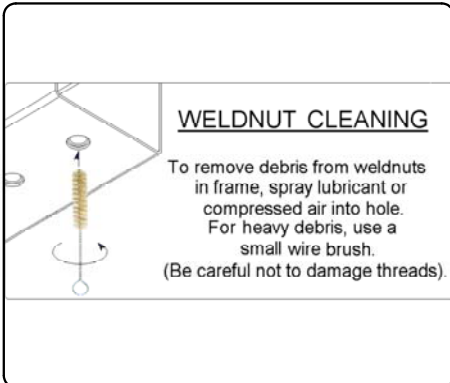 WELDNUT CLEANING
To remove debris from weldnuts
in frame, spray lubricant or
compressed air into hole.
For heavy debris, use a
small wire brush.
(Be careful not to damage threads).